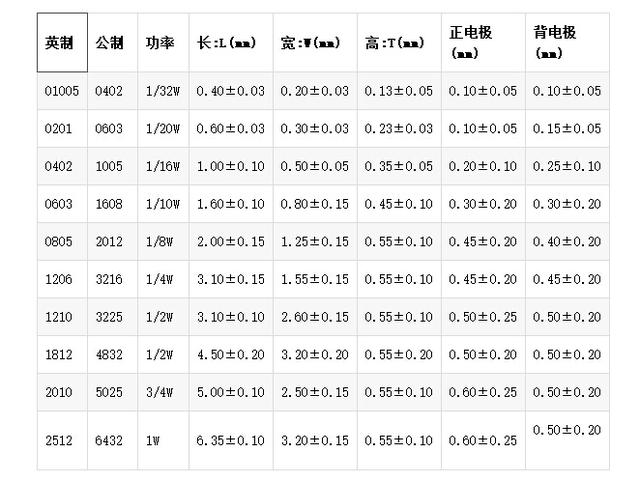 英制 公制 功率 长:L(mm) 宽:W(mm) 高:T(mm) 正电极(mm) 背电极(mm)
01005 0402 1/32W 0.40±0.03 0.20±0.03 0.13±0.05 0.10±0.05 0.10±0.05
0201 0603 1/20W 0.60±0.03 0.30±0.03 0.23±0.03 0.10±0.05 0.15±0.05
0402 1005 1/16W 1.00±0.10 0.50±0.05 0.35±0.05 0.20±0.10 0.25±0.10
0603 1608 1/10W 1.60±0.10 0.80±0.15 0.45±0.10 0.30±0.20 0.30±0.20
0805 2012 1/8W 2.00±0.15 1.25±0.15 0.55±0.10 0.45±0.20 0.40±0.20
1206 3216 1/4W 3.10±0.15 1.55±0.15 0.55±0.10 0.45±0.20 0.45±0.20
1210 3225 1/2W 3.10±0.10 2.60±0.15 0.55±0.10 0.50±0.25 0.50±0.20
1812 4832 1/2W 4.50±0.20 3.20±0.20 0.55±0.20 0.50±0.20 0.50±0.20
2010 5025 3/4W 5.00±0.10 2.50±0.15 0.55±0.10 0.60±0.25 0.50±0.20
2512 6432 1W 6.35±0.10 3.20±0.15 0.55±0.10 0.60±0.25 0.50±0.20